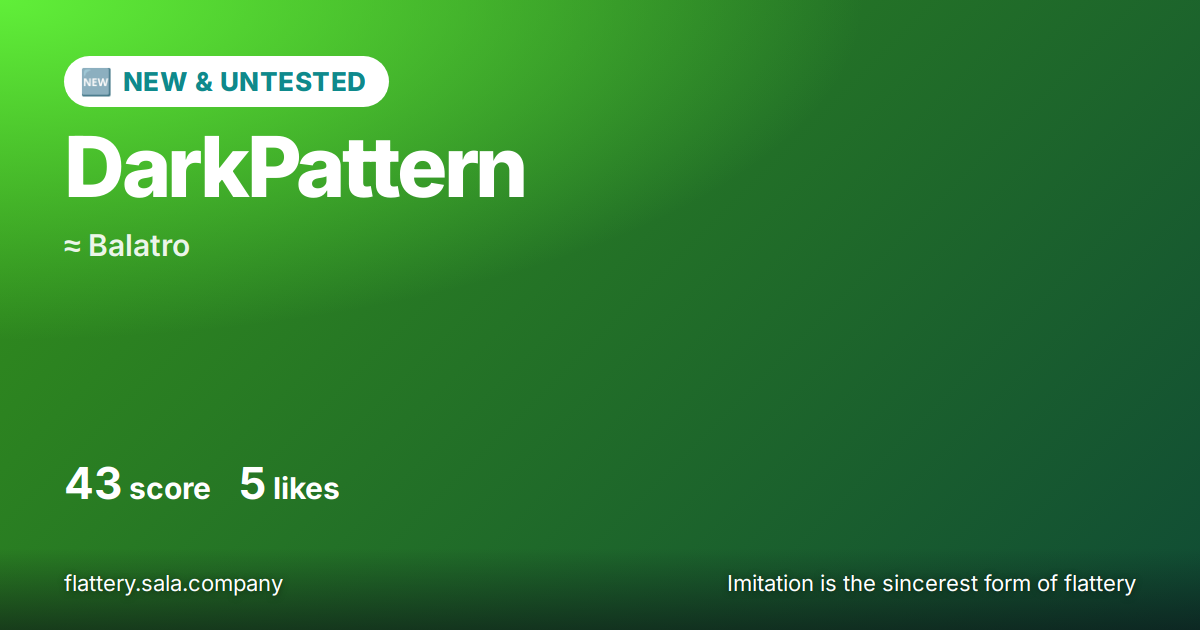 🆕 NEW & UNTESTED
DarkPattern
≈ Balatro
43 score 5 likes
flattery.sala.company
Imitation is the sincerest form of flattery